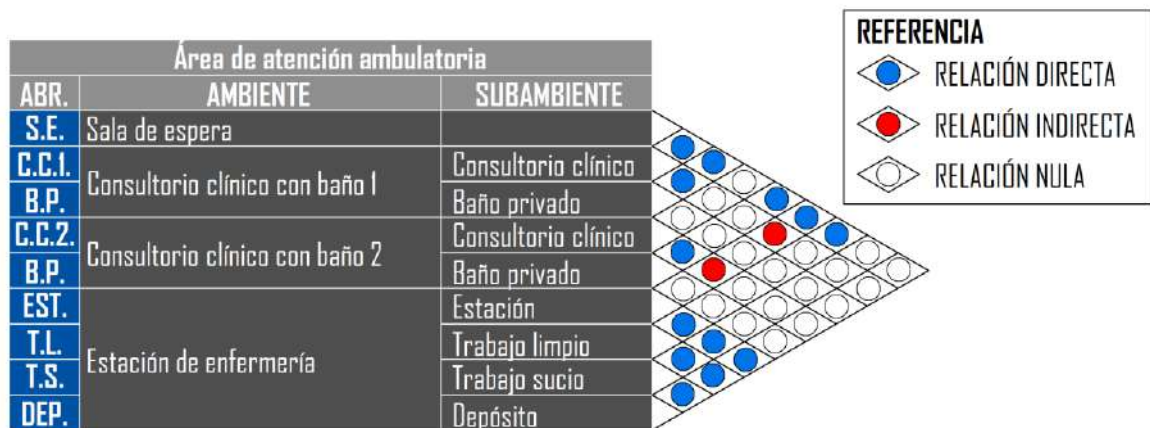 REFERENCIA
RELACIÓN DIRECTA
RELACIÓN INDIRECTA
RELACIÓN NULA
Área de atención ambulatoria
ABR. AMBIENTE SUBAMBIENTE
S.E. Sala de espera
C.C.1. Consultorio clínico con baño 1 Consultorio clínico
B.P. Baño privado
C.C.2. Consultorio clínico con baño 2 Consultorio clínico
B.P. Baño privado
EST. Estación de enfermería Estación
T.L. Trabajo limpio
T.S. Trabajo sucio
DEP. Depósito